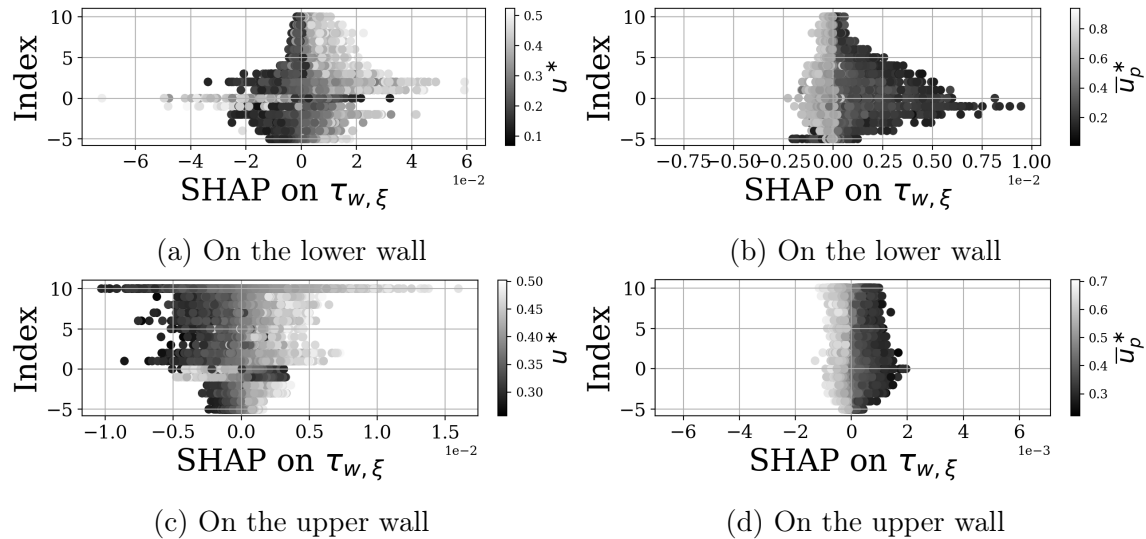 10
5
0
−5
Index
−6 −4 −2 0 2 4 6
1e−2
SHAP on τw, ξ
0.5
0.4
0.3
0.2
0.1
u*
(a) On the lower wall
10
5
0
−5
Index
−0.75−0.50−0.25 0.00 0.25 0.50 0.75 1.00
1e−2
SHAP on τw, ξ
0.8
0.6
0.4
0.2
u̅p*
(b) On the lower wall
10
5
0
−5
Index
−1.0 −0.5 0.0 0.5 1.0 1.5
1e−2
SHAP on τw, ξ
0.50
0.45
0.40
0.35
0.30
u*
(c) On the upper wall
10
5
0
−5
Index
−6 −4 −2 0 2 4 6
1e−3
SHAP on τw, ξ
0.7
0.6
0.5
0.4
0.3
u̅p*
(d) On the upper wall